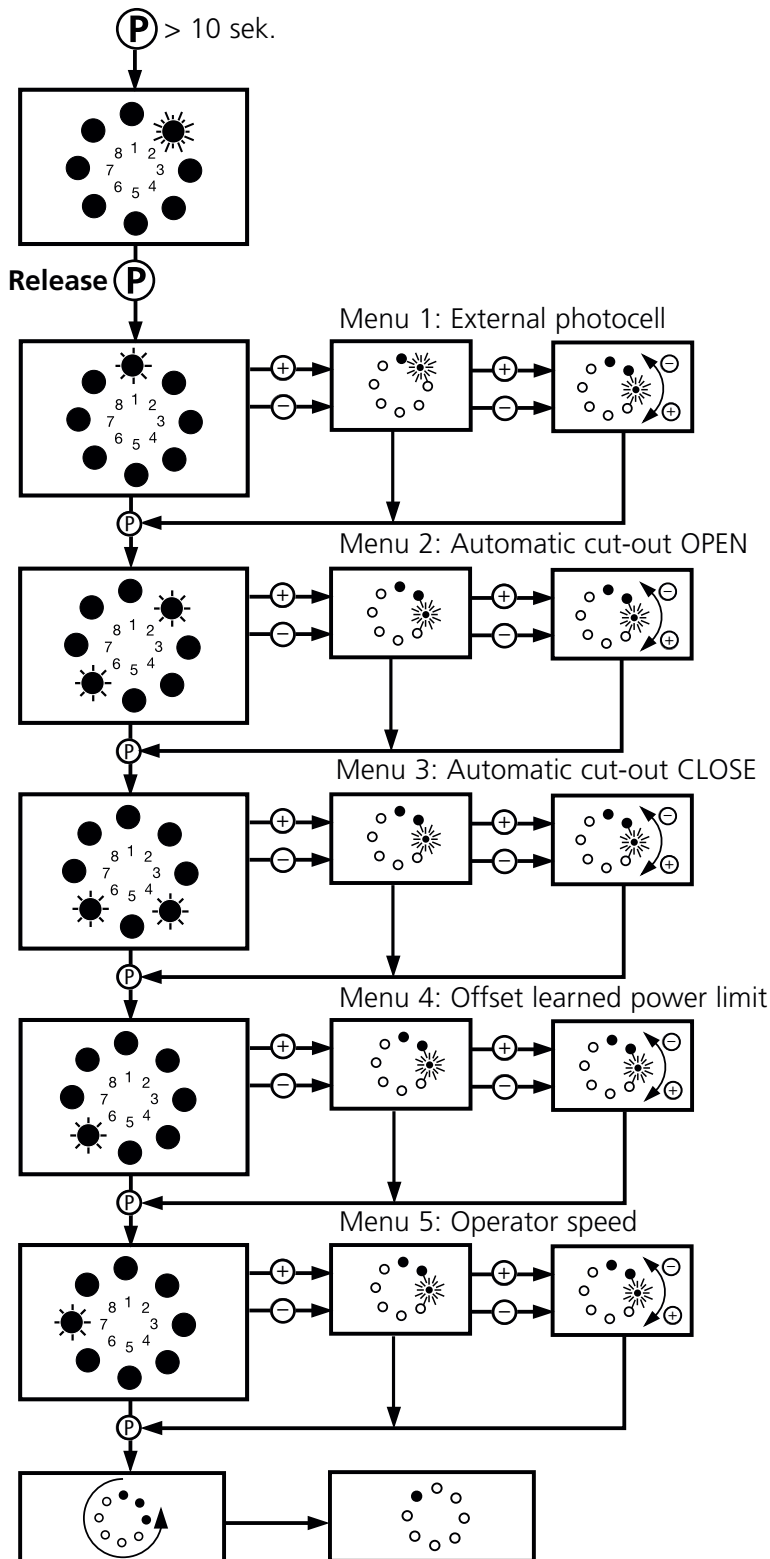 P > 10 sek.
8 1 2
7 3
6 5 4
Release P
Menu 1: External photocell
8 1 2
7 3
6 5 4
+ + −
− − +
P
Menu 2: Automatic cut-out OPEN
8 1 2
7 3
6 5 4
+ + −
− − +
P
Menu 3: Automatic cut-out CLOSE
8 1 2
7 3
6 5 4
+ + −
− − +
P
Menu 4: Offset learned power limit
8 1 2
7 3
6 5 4
+ + −
− − +
P
Menu 5: Operator speed
8 1 2
7 3
6 5 4
+ + −
− − +
P